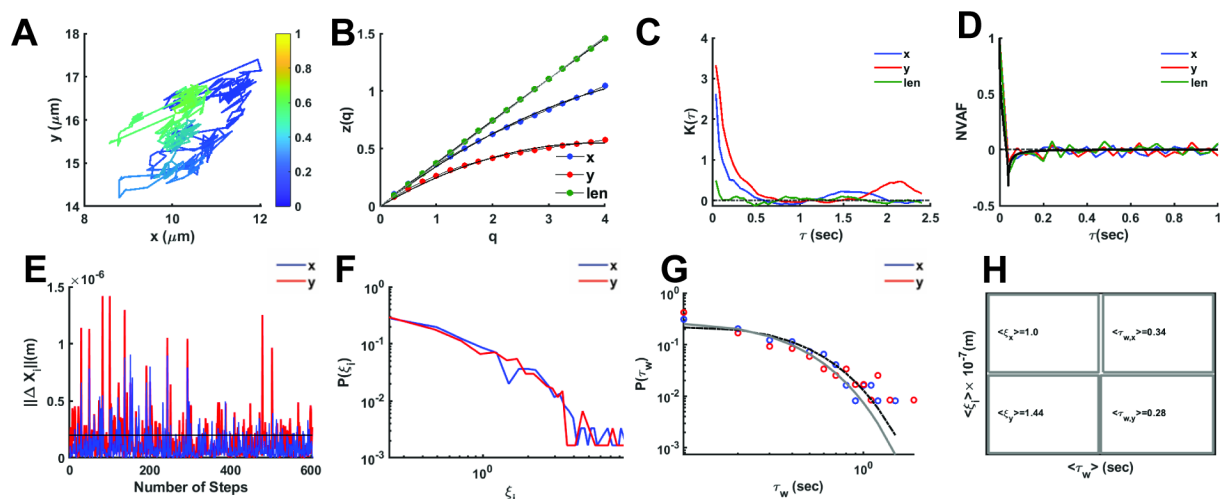 A
y (μm)
18
17
16
15
14
8
10
12
x (μm)
1
0.8
0.6
0.4
0.2
0
B
z(q)
1.5
1
0.5
0
0
1
2
3
4
q
x
y
len
C
K(τ)
4
3
2
1
0
0
0.5
1
1.5
2
2.5
τ (sec)
x
y
len
D
NVAF
1
0.5
0
-0.5
0
0.2
0.4
0.6
0.8
1
τ(sec)
x
y
len
E
||Δ X_i||(m)
×10^-6
1.5
1
0.5
0
0
200
400
600
Number of Steps
x
y
F
P(ξ_i)
10^0
10^-1
10^-2
10^-3
10^0
ξ_i
x
y
G
P(τ_w)
10^0
10^-1
10^-2
10^-3
10^0
τ_w (sec)
x
y
H
<ξ_i> × 10^-7 (m)
<ξ_x>=1.0
<τ_w,x>=0.34
<ξ_y>=1.44
<τ_w,y>=0.28
<τ_w> (sec)